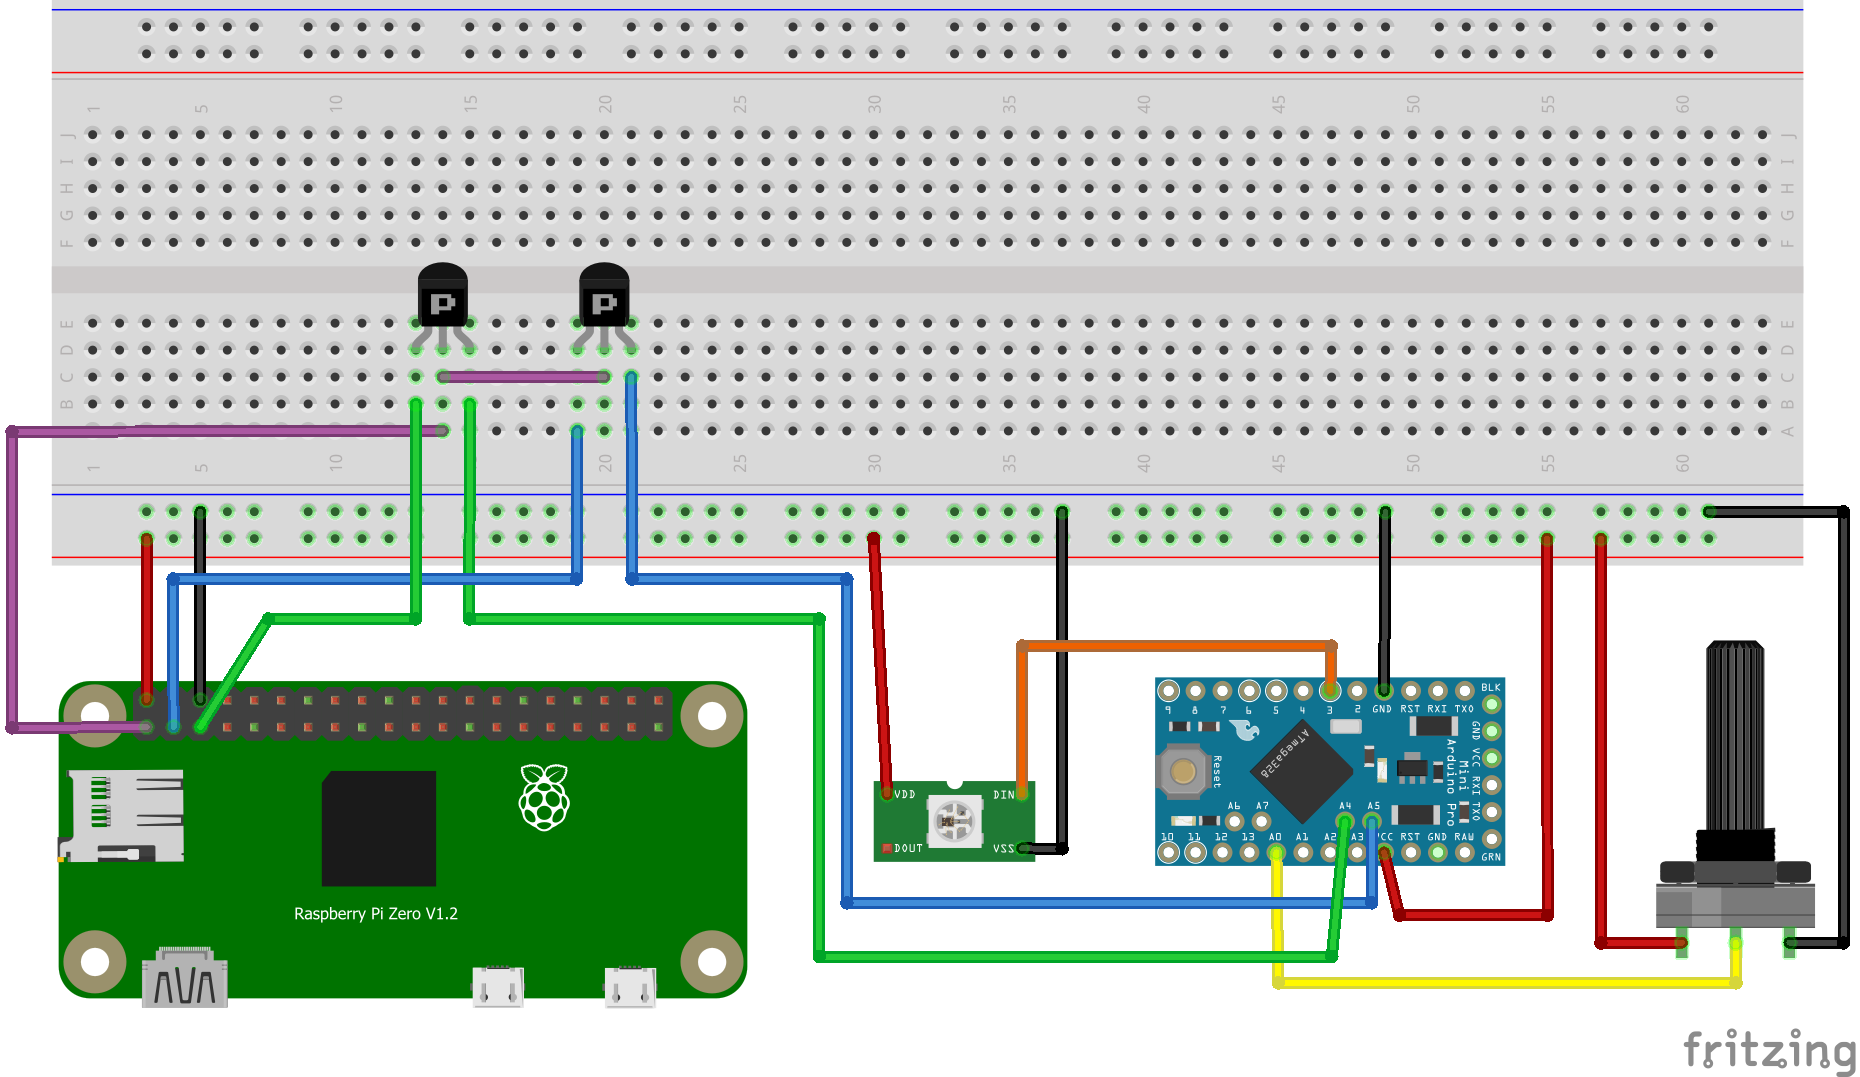 1 5 10 15 20 25 30 35 40 45 50 55 60
J J
I I
H H
G G
F F
P P
E E
D D
C C
B B
A A
1 5 10 15 20 25 30 35 40 45 50 55 60
Raspberry Pi Zero V1.2
VDD DIN
DOUT VSS
9 8 7 6 5 4 3 2 GND RST RXI TXO
BLK
GND
VCC
RXI
TXO
GRN
Reset
ATmega328
Arduino Pro
Mini
A6 A7 A4 A5
10 11 12 13 A0 A1 A2 A3 VCC RST GND RAW
fritzing